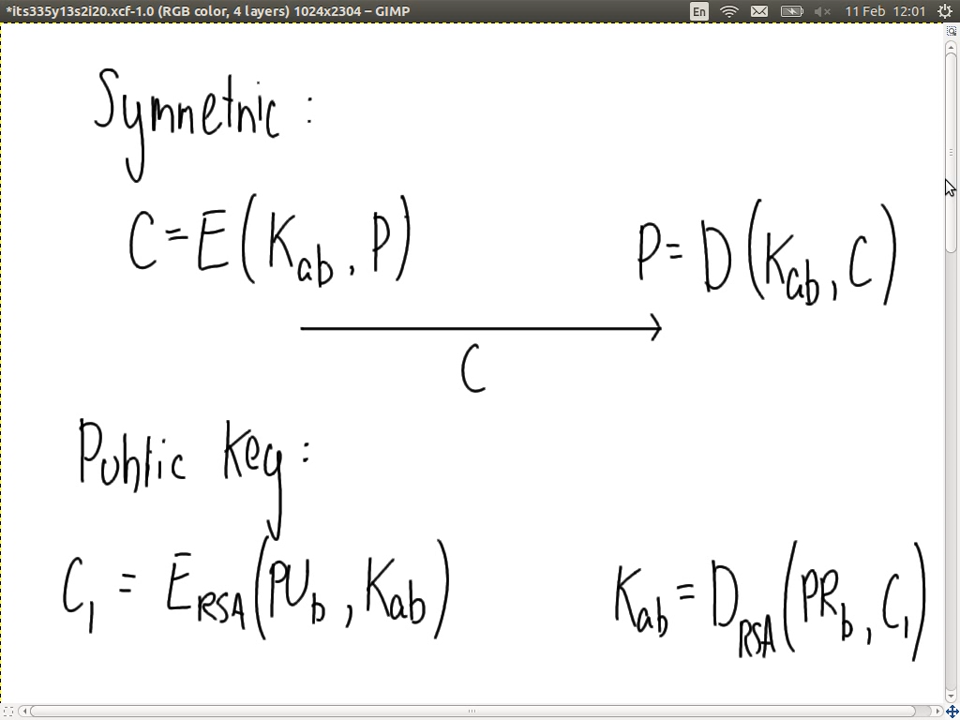 *its335y13s2i20.xcf-1.0 (RGB color, 4 layers) 1024x2304 – GIMP En 11 Feb 12:01
Symmetric :
C=E(Kab, P) P=D(Kab, C)
C
Public Key:
C1 = ERSA(PUb, Kab) Kab = DRSA(PRb, C1)